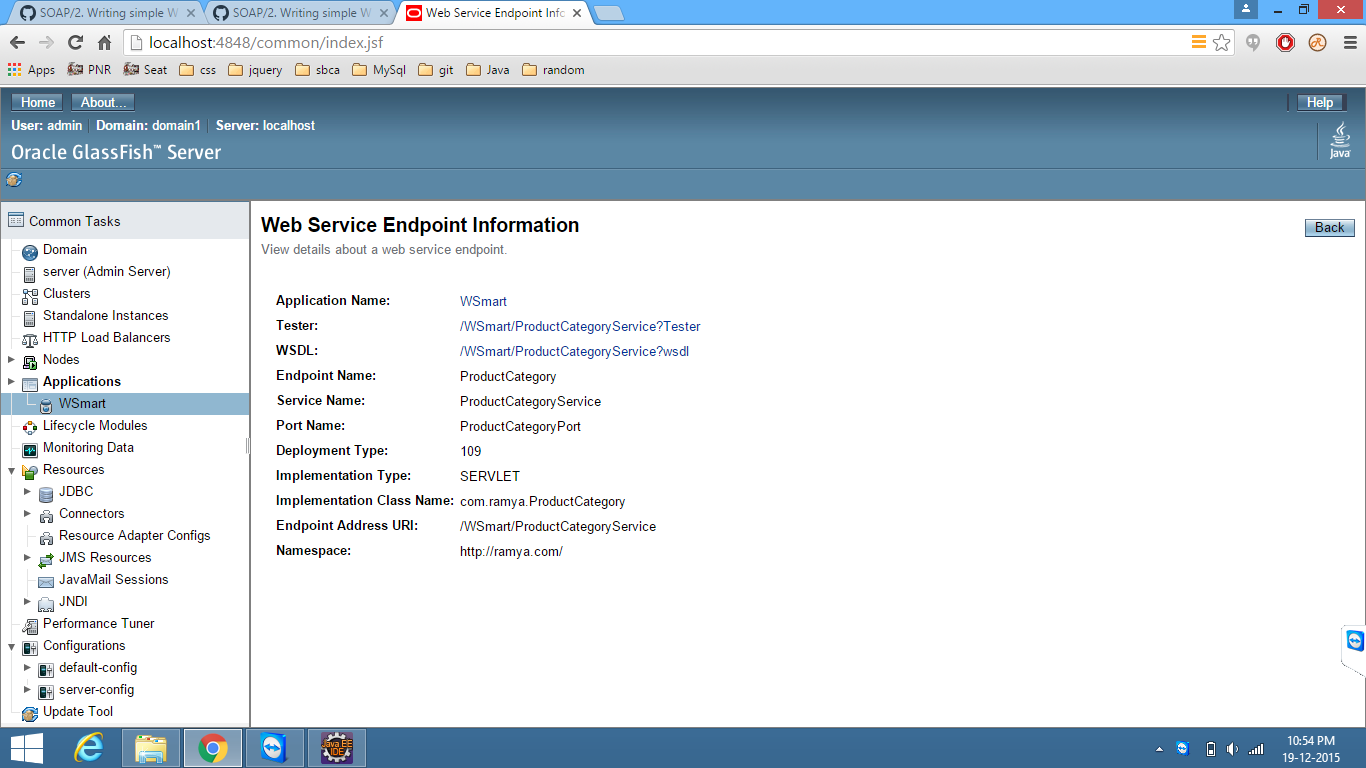 SOAP/2. Writing simple W
SOAP/2. Writing simple W
Web Service Endpoint Info
localhost:4848/common/index.jsf
Apps PNR Seat css jquery sbca MySql git Java random
Home About... Help
User: admin Domain: domain1 Server: localhost
Oracle GlassFish™ Server
Java
Common Tasks
Domain
server (Admin Server)
Clusters
Standalone Instances
HTTP Load Balancers
Nodes
Applications
WSmart
Lifecycle Modules
Monitoring Data
Resources
JDBC
Connectors
Resource Adapter Configs
JMS Resources
JavaMail Sessions
JNDI
Performance Tuner
Configurations
default-config
server-config
Update Tool
Web Service Endpoint Information
Back
View details about a web service endpoint.
Application Name: WSmart
Tester: /WSmart/ProductCategoryService?Tester
WSDL: /WSmart/ProductCategoryService?wsdl
Endpoint Name: ProductCategory
Service Name: ProductCategoryService
Port Name: ProductCategoryPort
Deployment Type: 109
Implementation Type: SERVLET
Implementation Class Name: com.ramya.ProductCategory
Endpoint Address URI: /WSmart/ProductCategoryService
Namespace: http://ramya.com/
Java EE
IDE
10:54 PM
19-12-2015